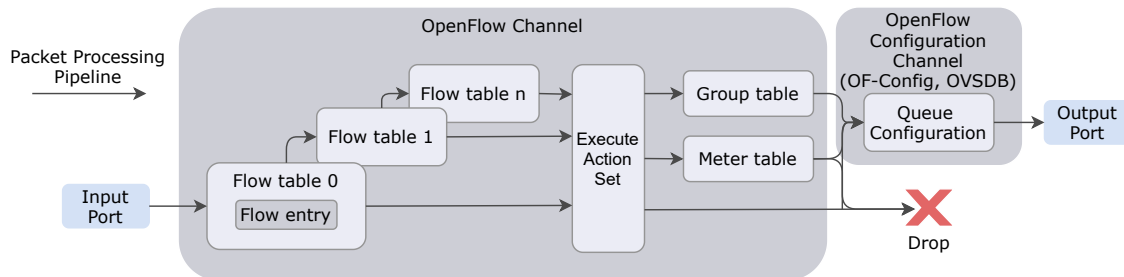 OpenFlow Channel
OpenFlow
Configuration
Channel
(OF-Config, OVSDB)
Packet Processing
Pipeline
Flow table n
Group table
Flow table 1
Execute
Action
Set
Queue
Configuration
Output
Port
Meter table
Flow table 0
Input
Port
Flow entry
Drop